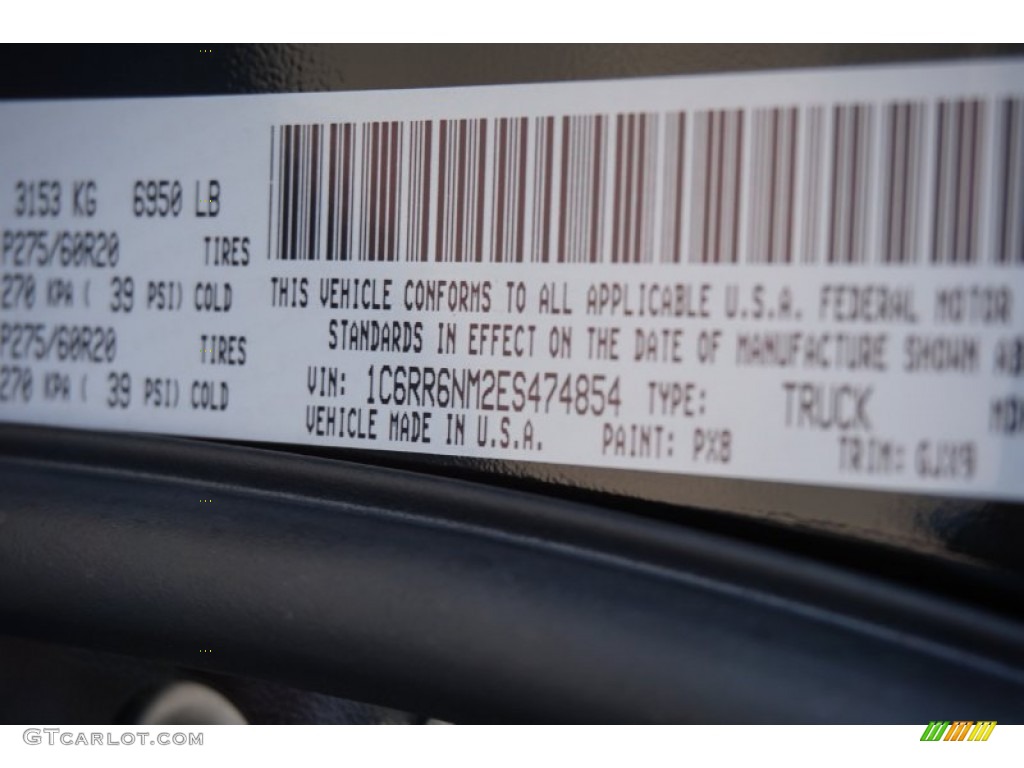 3153 KG 6950 LB
P275/60R20 TIRES
270 KPA ( 39 PSI) COLD
P275/60R20 TIRES
270 KPA ( 39 PSI) COLD
THIS VEHICLE CONFORMS TO ALL APPLICABLE U.S.A. FEDERAL MOTOR
STANDARDS IN EFFECT ON THE DATE OF MANUFACTURE SHOWN AB
VIN: 1C6RR6NM2ES474854 TYPE: TRUCK
VEHICLE MADE IN U.S.A. PAINT: PX8 TRIM: GJX9
GTCARLOT.COM